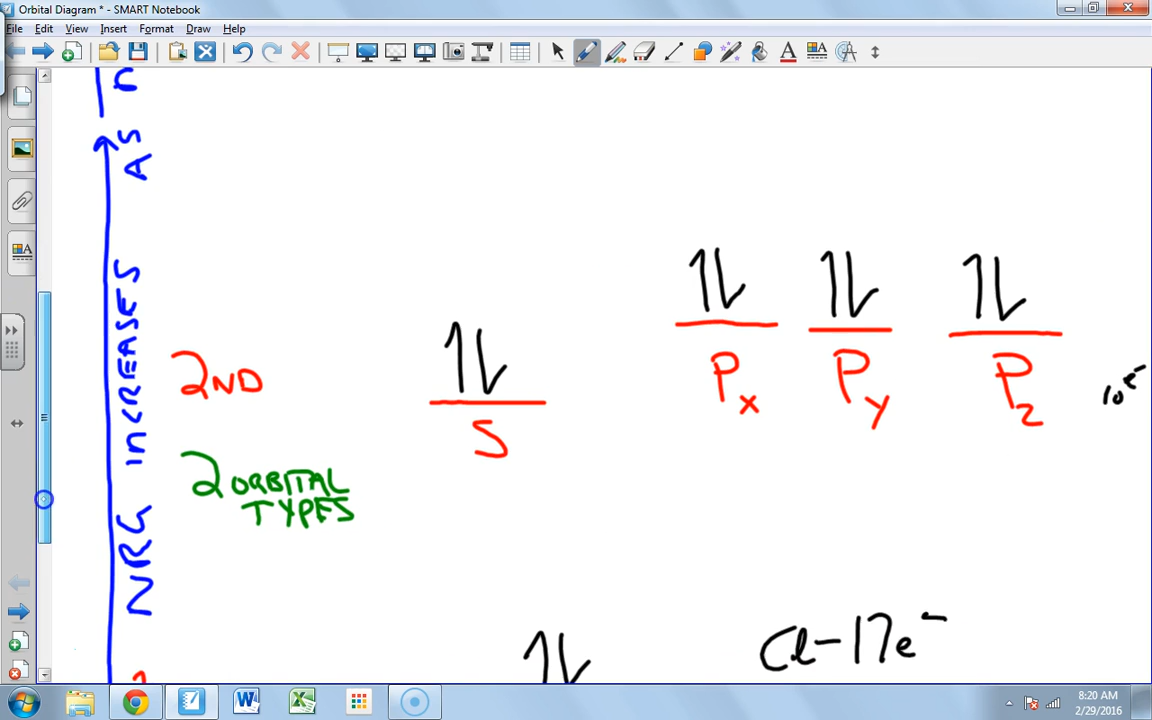 Orbital Diagram * - SMART Notebook
File Edit View Insert Format Draw Help
NRG INCREASES AS
2ND
S
Px Py Pz
10e-
2 ORBITAL
TYPES
Cl-17e-
8:20 AM
2/29/2016